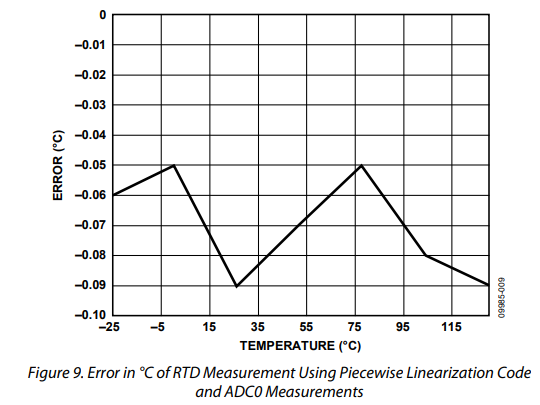 0
–0.01
–0.02
–0.03
–0.04
–0.05
–0.06
–0.07
–0.08
–0.09
–0.10
ERROR (°C)
–25 –5 15 35 55 75 95 115
TEMPERATURE (°C)
09985-009
Figure 9. Error in °C of RTD Measurement Using Piecewise Linearization Code
and ADC0 Measurements